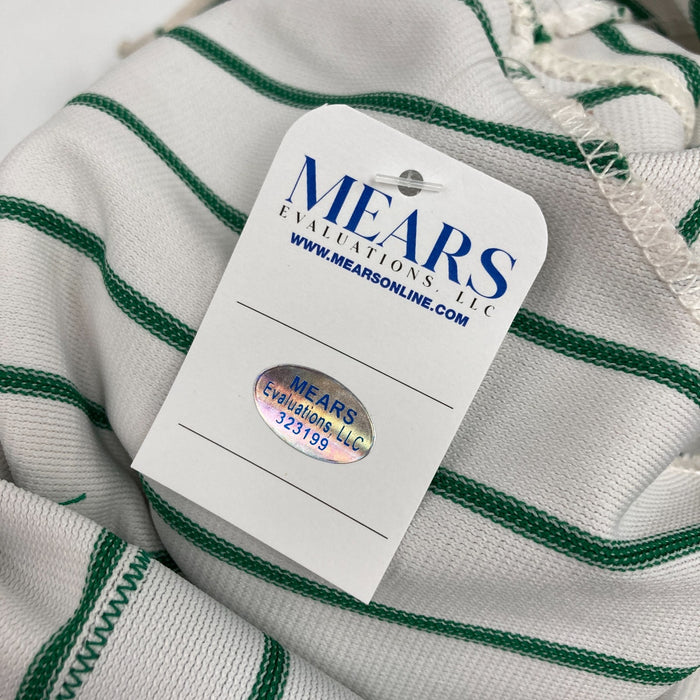 MEARS
EVALUATIONS, LLC
WWW.MEARSONLINE.COM
MEARS
Evaluations, LLC
323199